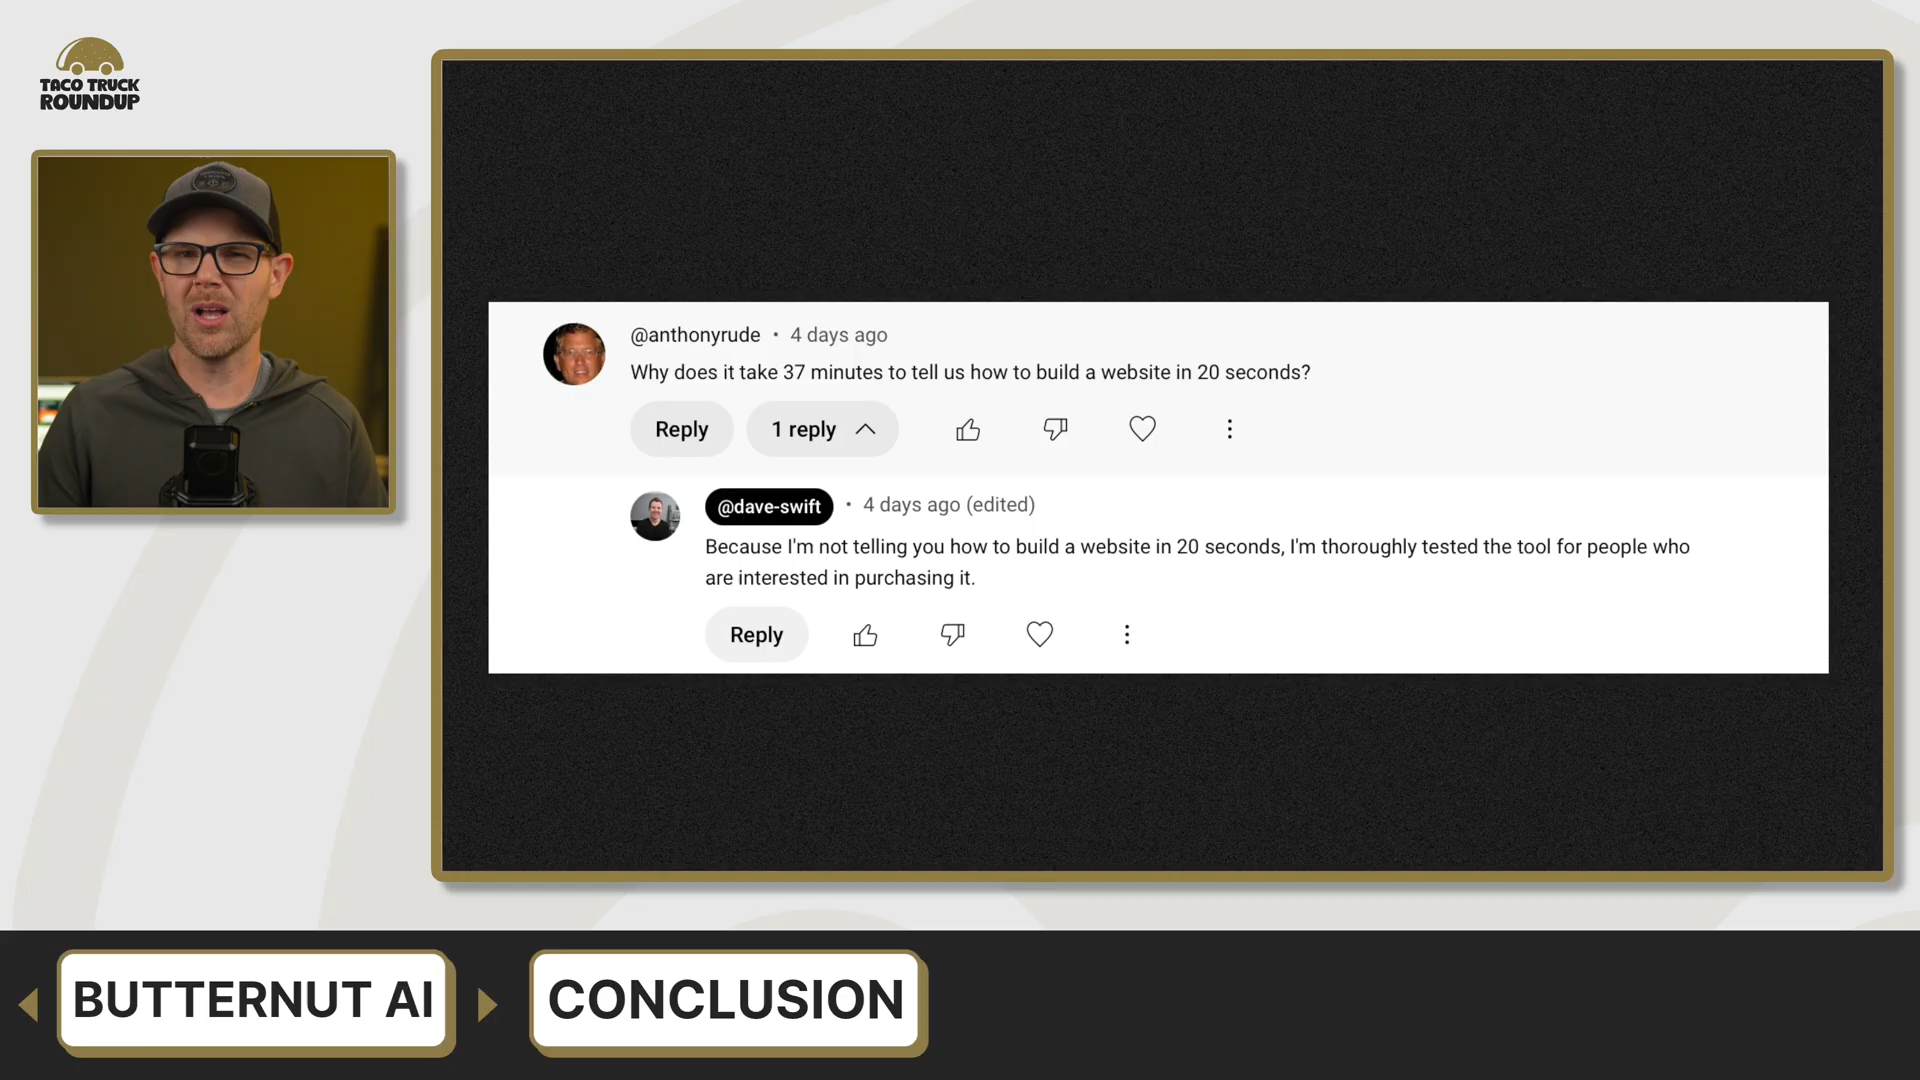 TACO TRUCK
ROUNDUP
@anthonyrude • 4 days ago
Why does it take 37 minutes to tell us how to build a website in 20 seconds?
Reply
1 reply
@dave-swift • 4 days ago (edited)
Because I'm not telling you how to build a website in 20 seconds, I'm thoroughly tested the tool for people who
are interested in purchasing it.
Reply
BUTTERNUT AI
CONCLUSION